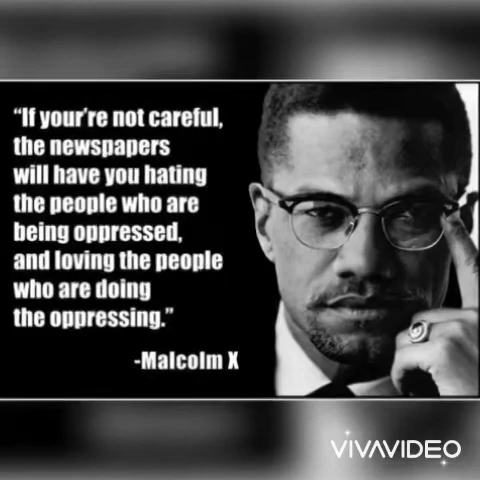 “If your're not careful,
the newspapers
will have you hating
the people who are
being oppressed,
and loving the people
who are doing
the oppressing.”
-Malcolm X
VIVAVIDEO